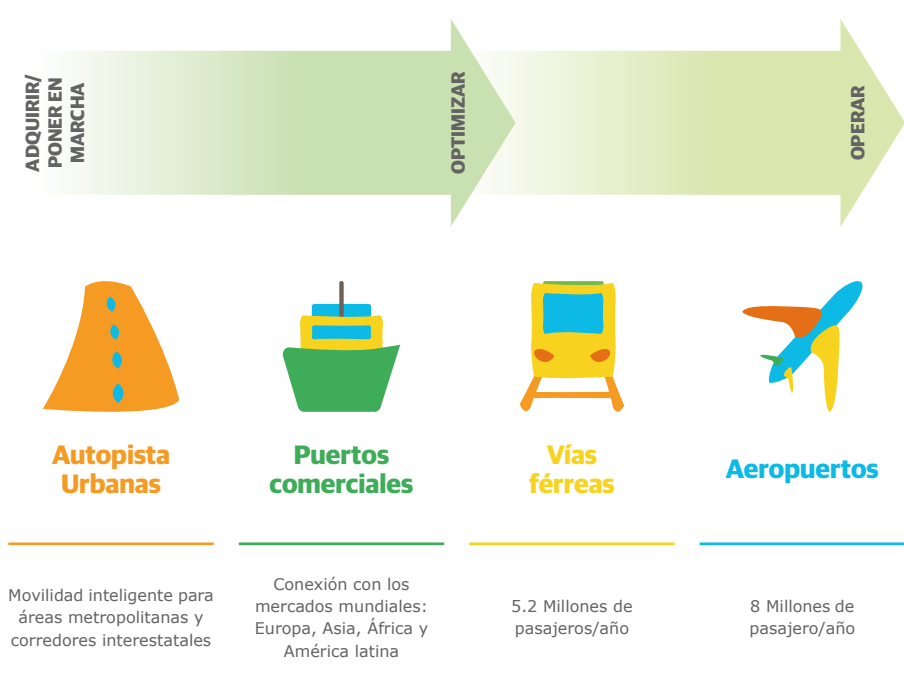 ADQUIRIR/
PONER EN
MARCHA
OPTIMIZAR
OPERAR
Autopista
Urbanas
Puertos
comerciales
Vías
férreas
Aeropuertos
Movilidad inteligente para
áreas metropolitanas y
corredores interestatales
Conexión con los
mercados mundiales:
Europa, Asia, África y
América latina
5.2 Millones de
pasajeros/año
8 Millones de
pasajero/año